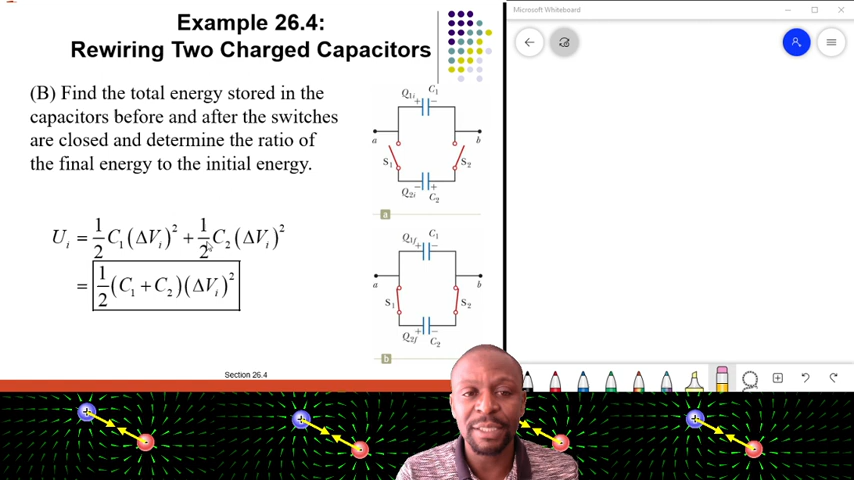 Example 26.4:
Rewiring Two Charged Capacitors
(B) Find the total energy stored in the
capacitors before and after the switches
are closed and determine the ratio of
the final energy to the initial energy.
U_i = 1/2 C_1 (ΔV_i)^2 + 1/2 C_2 (ΔV_i)^2
= 1/2 (C_1 + C_2)(ΔV_i)^2
Q_1i C_1
+ −
a b
S_1 S_2
− +
Q_2i C_2
a
Q_1f C_1
+ −
a b
S_1 S_2
+ −
Q_2f C_2
b
Section 26.4
Microsoft Whiteboard